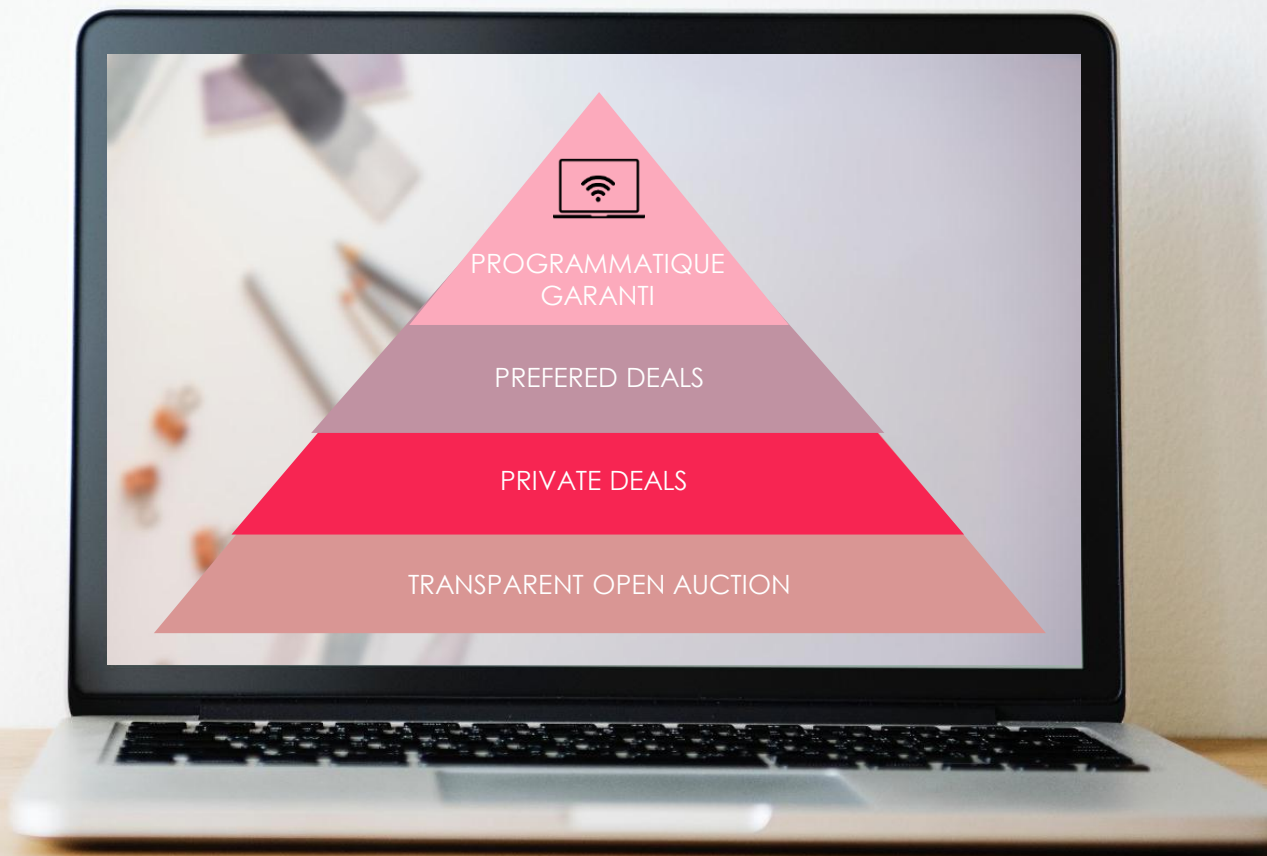 PROGRAMMATIQUE
GARANTI
PREFERED DEALS
PRIVATE DEALS
TRANSPARENT OPEN AUCTION